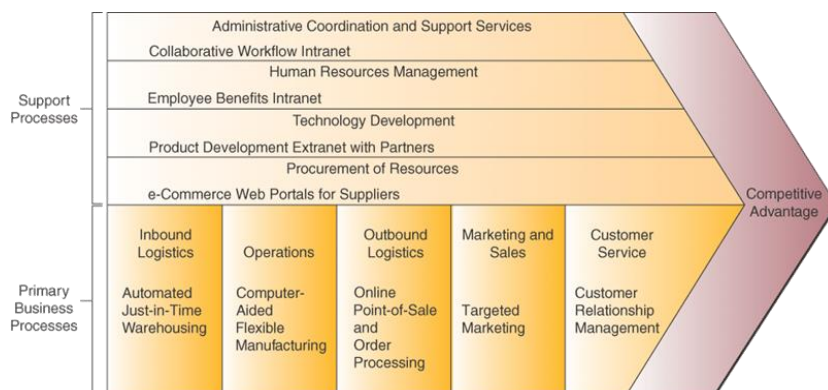 Administrative Coordination and Support Services
Collaborative Workflow Intranet
Human Resources Management
Employee Benefits Intranet
Support
Processes
Technology Development
Product Development Extranet with Partners
Procurement of Resources
e-Commerce Web Portals for Suppliers
Competitive
Advantage
Primary
Business
Processes
Inbound
Logistics
Automated
Just-in-Time
Warehousing
Operations
Computer-
Aided
Flexible
Manufacturing
Outbound
Logistics
Online
Point-of-Sale
and
Order
Processing
Marketing and
Sales
Targeted
Marketing
Customer
Service
Customer
Relationship
Management